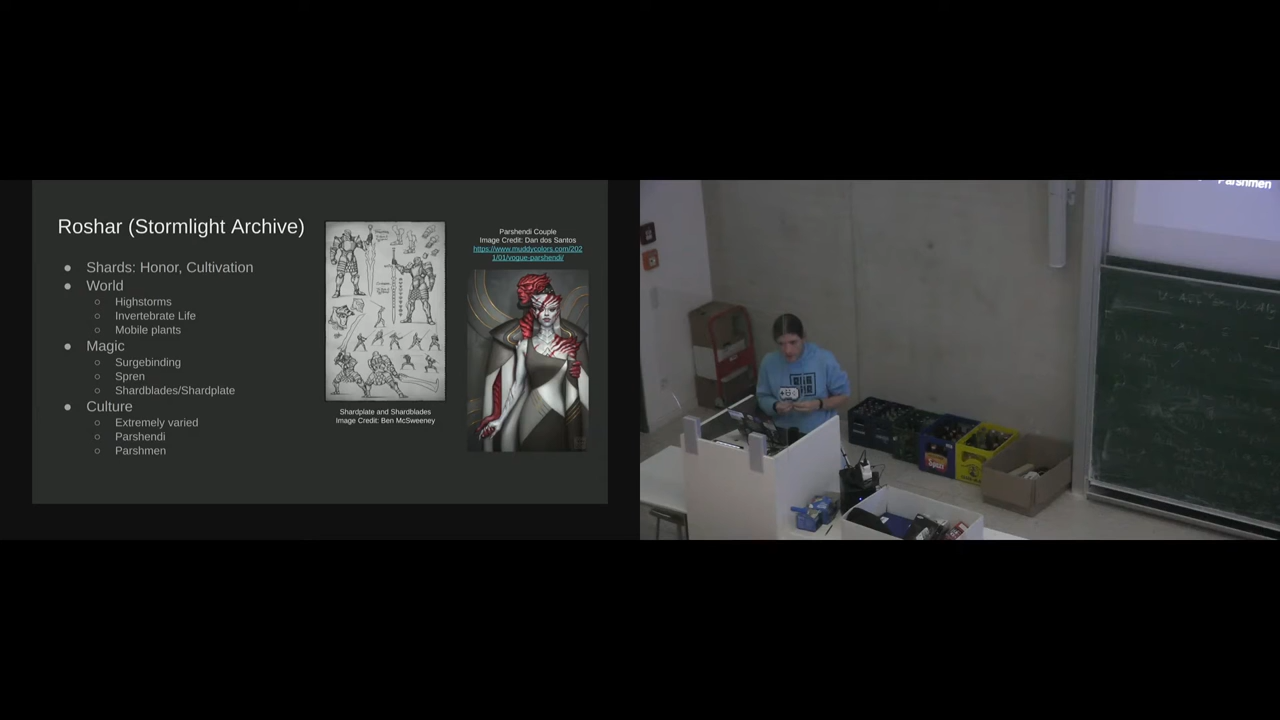 Roshar (Stormlight Archive)
● Shards: Honor, Cultivation
● World
○ Highstorms
○ Invertebrate Life
○ Mobile plants
● Magic
○ Surgebinding
○ Spren
○ Shardblades/Shardplate
● Culture
○ Extremely varied
○ Parshendi
○ Parshmen
Shardplate and Shardblades
Image Credit: Ben McSweeney
Parshendi Couple
Image Credit: Dan dos Santos
https://www.muddycolors.com/202
1/01/vogue-parshendi/
Parshmen